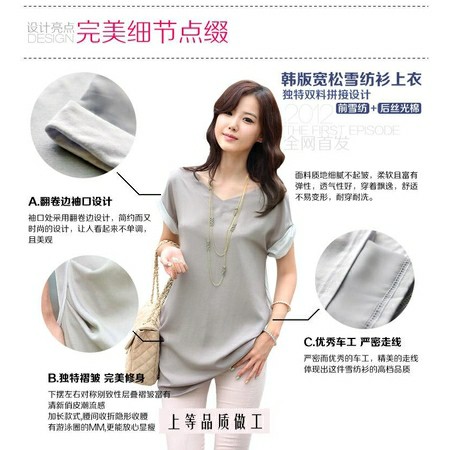 设计亮点
DESIGN
完美细节点缀
韩版宽松雪纺衫上衣
独特双料拼接设计
前雪纺+后丝光棉
2012
THE FIRST EPISODE
全网首发
面料质地细腻不起皱，柔软且富有
弹性，透气性好，穿着飘逸，舒适
不易变形，耐穿耐洗。
A.翻卷边袖口设计
袖口处采用翻卷边设计，简约而又
时尚的设计，让人看起来不单调，
且美观
B.独特褶皱 完美修身
下摆左右对称别致性层叠褶皱富有
清新俏皮潮流感
加长款式,腰间收折隐形收腰
有游泳圈的MM,更能放心显瘦
C.优秀车工 严密走线
严密而优秀的车工，精美的走线
体现出这件雪纺衫的高档品质
上等品质做工